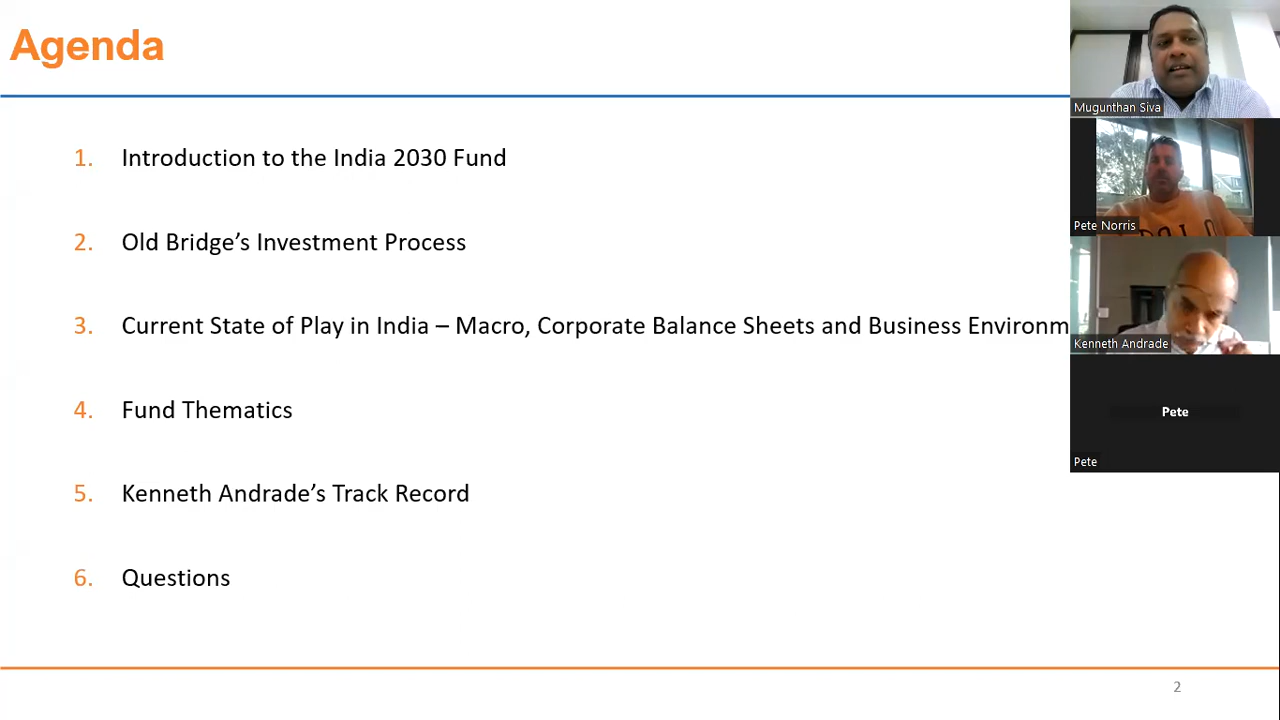 Agenda
1. Introduction to the India 2030 Fund
2. Old Bridge’s Investment Process
3. Current State of Play in India – Macro, Corporate Balance Sheets and Business Environm
4. Fund Thematics
5. Kenneth Andrade’s Track Record
6. Questions
2
Mugunthan Siva
Pete Norris
Kenneth Andrade
Pete
Pete